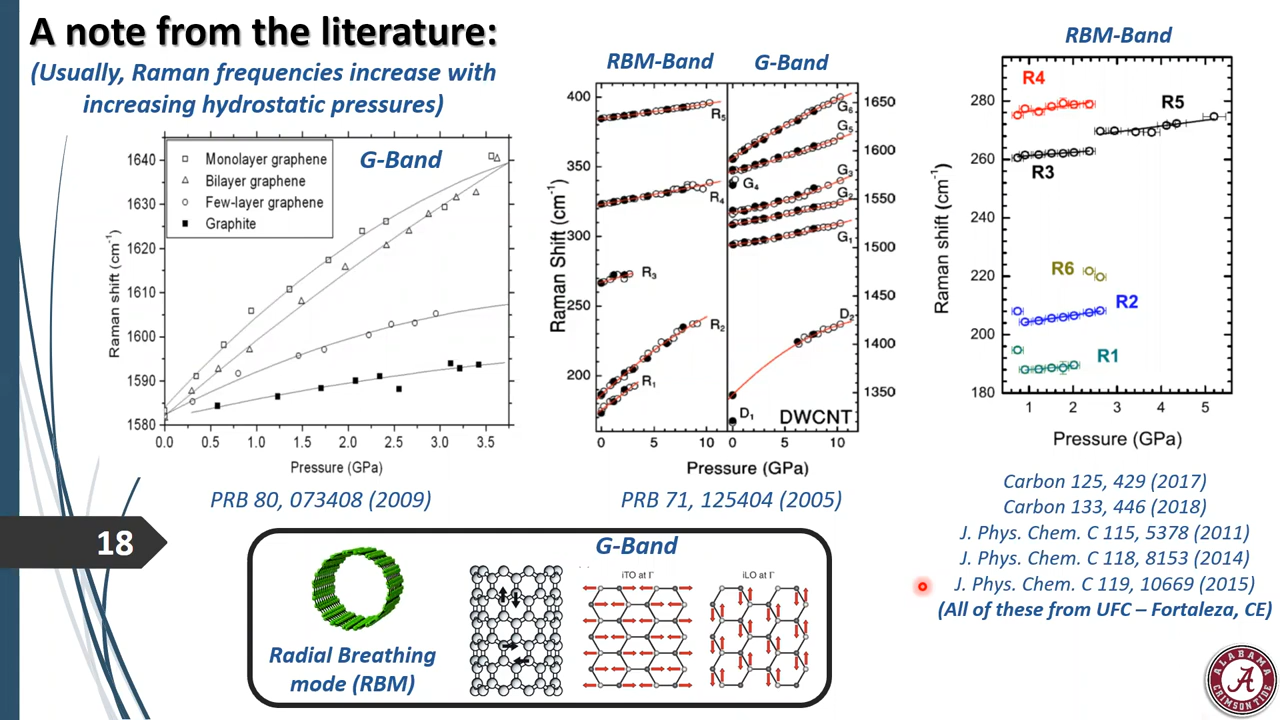 A note from the literature:
(Usually, Raman frequencies increase with
increasing hydrostatic pressures)
G-Band
Monolayer graphene
Bilayer graphene
Few-layer graphene
Graphite
Raman shift (cm⁻¹)
1640
1630
1620
1610
1600
1590
1580
0.0 0.5 1.0 1.5 2.0 2.5 3.0 3.5
Pressure (GPa)
PRB 80, 073408 (2009)
RBM-Band G-Band
Raman Shift (cm⁻¹)
400
350
300
250
200
R5
R4
R3
R2
R1
G6
G5
G4
G3
G2
G1
D2
D1
DWCNT
1650
1600
1550
1500
1450
1400
1350
0 5 10 0 5 10
Pressure (GPa)
PRB 71, 125404 (2005)
RBM-Band
Raman shift (cm⁻¹)
280
260
240
220
200
180
R4
R5
R3
R6
R2
R1
1 2 3 4 5
Pressure (GPa)
Carbon 125, 429 (2017)
Carbon 133, 446 (2018)
J. Phys. Chem. C 115, 5378 (2011)
J. Phys. Chem. C 118, 8153 (2014)
J. Phys. Chem. C 119, 10669 (2015)
(All of these from UFC – Fortaleza, CE)
18
G-Band
iTO at Γ
iLO at Γ
Radial Breathing
mode (RBM)
ALABAMA
A
CRIMSON TIDE